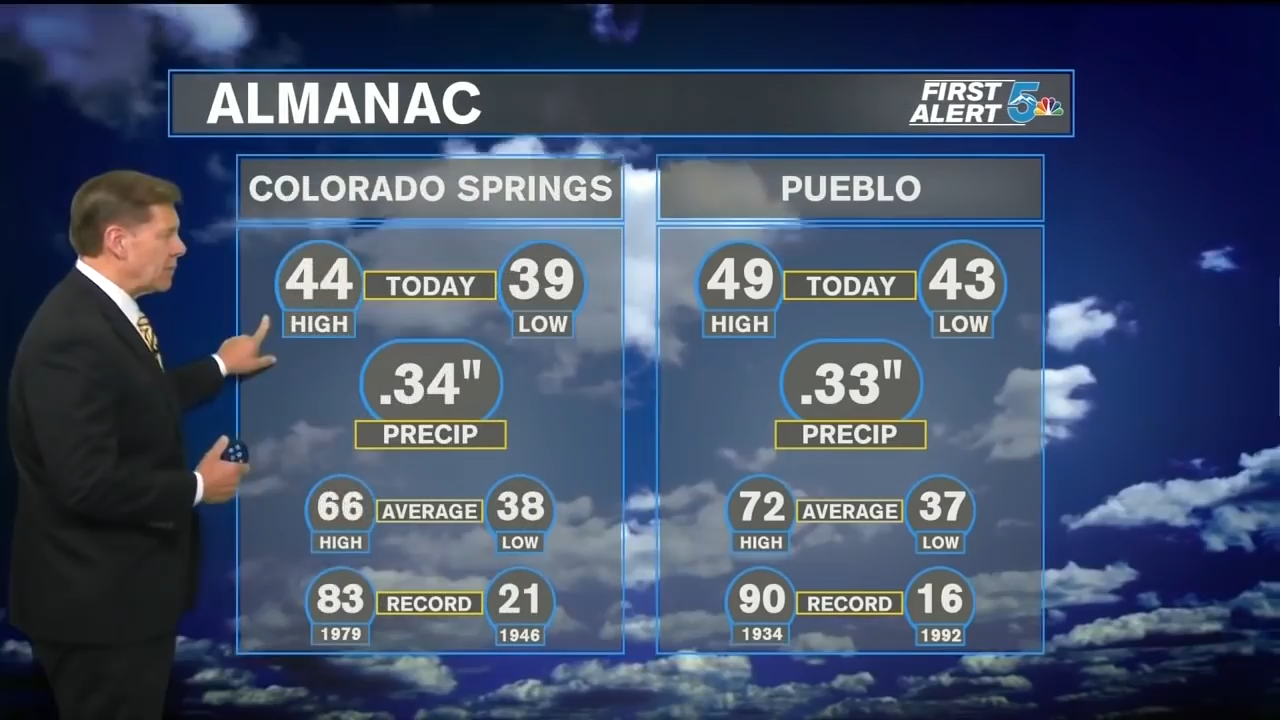 ALMANAC
FIRST
ALERT 5
COLORADO SPRINGS
44 TODAY 39
HIGH LOW
.34"
PRECIP
66 AVERAGE 38
HIGH LOW
83 RECORD 21
1979 1946
PUEBLO
49 TODAY 43
HIGH LOW
.33"
PRECIP
72 AVERAGE 37
HIGH LOW
90 RECORD 16
1934 1992